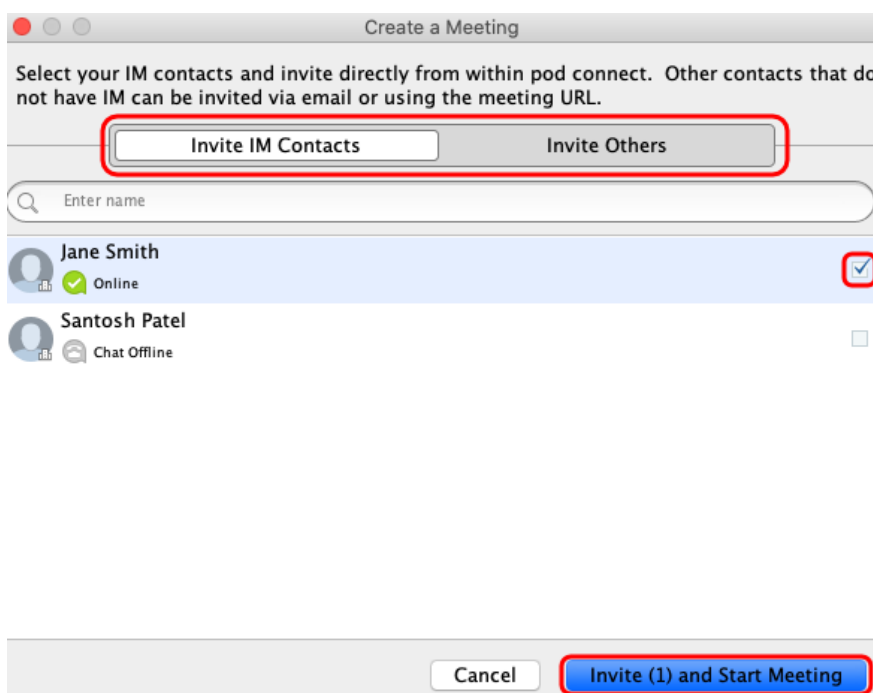 Create a Meeting
Select your IM contacts and invite directly from within pod connect. Other contacts that do
not have IM can be invited via email or using the meeting URL.
Invite IM Contacts Invite Others
Enter name
Jane Smith
Online
Santosh Patel
Chat Offline
Cancel Invite (1) and Start Meeting